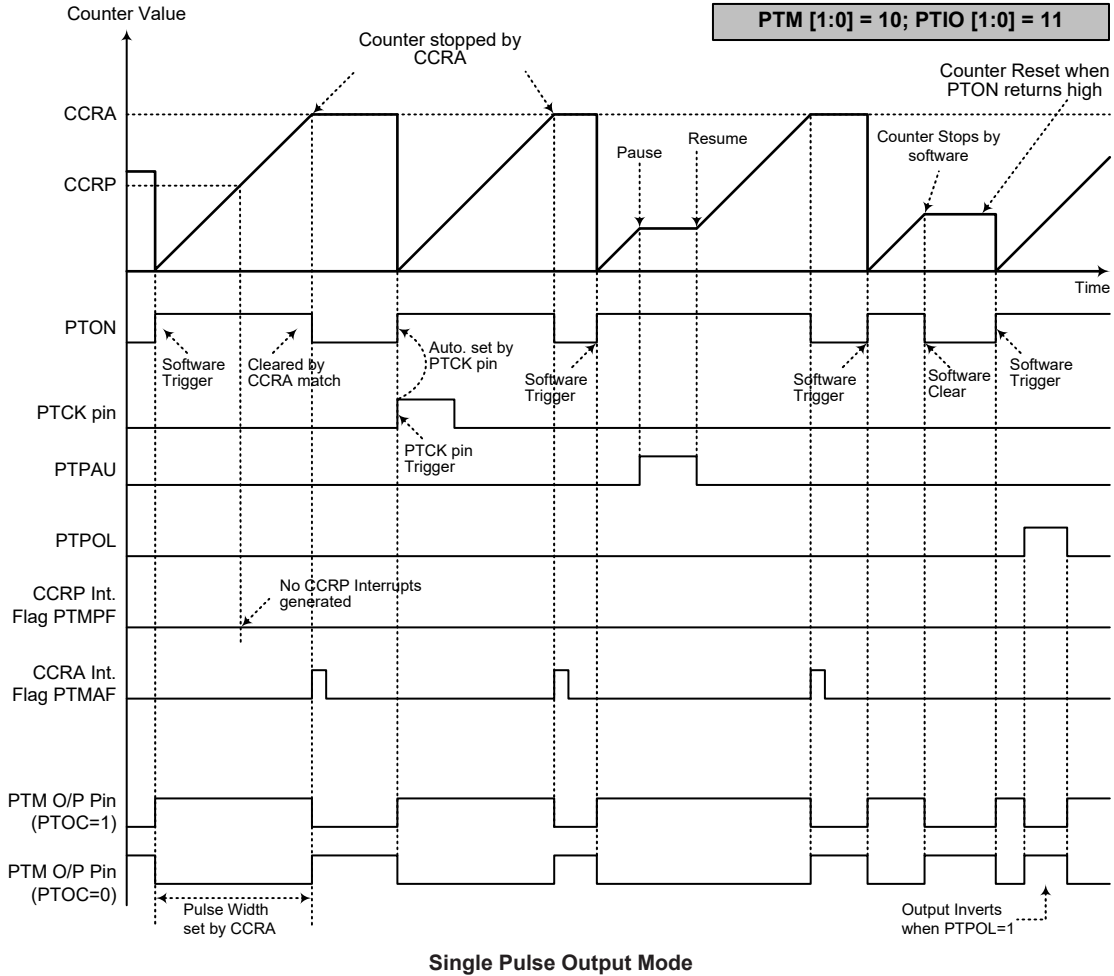 Counter Value
PTM [1:0] = 10; PTIO [1:0] = 11
Counter stopped by
CCRA
Counter Reset when
PTON returns high
CCRA
Counter Stops by
software
Pause
Resume
CCRP
Time
PTON
Software
Trigger
Cleared by
CCRA match
Auto. set by
PTCK pin
Software
Trigger
Software
Trigger
Software
Clear
Software
Trigger
PTCK pin
PTCK pin
Trigger
PTPAU
PTPOL
No CCRP Interrupts
generated
CCRP Int.
Flag PTMPF
CCRA Int.
Flag PTMAF
PTM O/P Pin
(PTOC=1)
PTM O/P Pin
(PTOC=0)
Pulse Width
set by CCRA
Output Inverts
when PTPOL=1
Single Pulse Output Mode